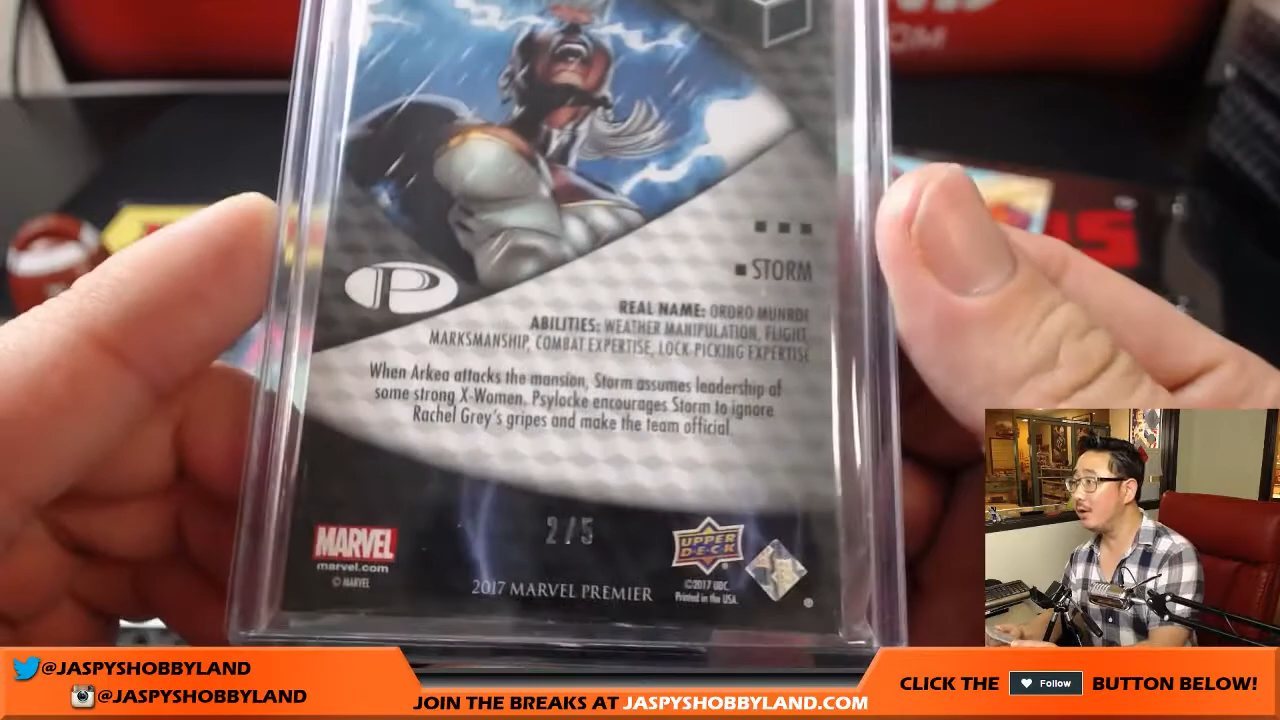 OM
STORM
REAL NAME: ORORO MUNROE
ABILITIES: WEATHER MANIPULATION, FLIGHT,
MARKSMANSHIP, COMBAT EXPERTISE, LOCK-PICKING EXPERTISE
When Arkea attacks the mansion, Storm assumes leadership of
some strong X-Women. Psylocke encourages Storm to ignore
Rachel Grey's gripes and make the team official.
P
2/5
MARVEL
marvel.com
© MARVEL
2017 MARVEL PREMIER
UPPER
D·E·C·K
©2017 UDC.
Printed in the USA.
@JASPYSHOBBYLAND
@JASPYSHOBBYLAND
JOIN THE BREAKS AT JASPYSHOBBYLAND.COM
CLICK THE Follow BUTTON BELOW!